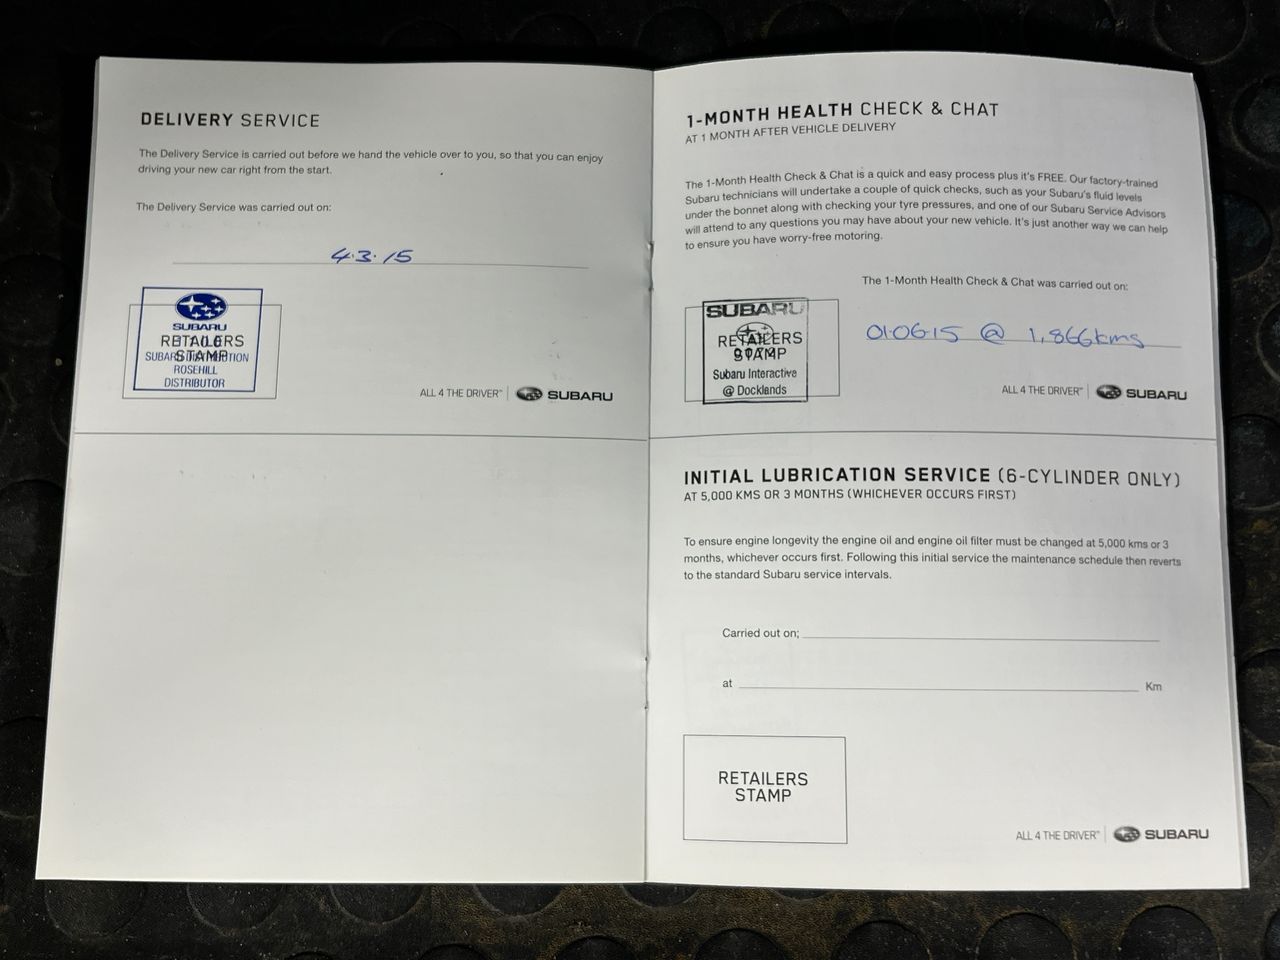 DELIVERY SERVICE
The Delivery Service is carried out before we hand the vehicle over to you, so that you can enjoy
driving your new car right from the start.
The Delivery Service was carried out on:
4·3·15
SUBARU
RETAILERS
STAMP
ROSEHILL
DISTRIBUTOR
ALL 4 THE DRIVER™ SUBARU
1-MONTH HEALTH CHECK & CHAT
AT 1 MONTH AFTER VEHICLE DELIVERY
The 1-Month Health Check & Chat is a quick and easy process plus it's FREE. Our factory-trained
Subaru technicians will undertake a couple of quick checks, such as your Subaru's fluid levels
under the bonnet along with checking your tyre pressures, and one of our Subaru Service Advisors
will attend to any questions you may have about your new vehicle. It's just another way we can help
to ensure you have worry-free motoring.
The 1-Month Health Check & Chat was carried out on:
01·06·15 @ 1,866kms
SUBARU
RETAILERS
STAMP
Subaru Interactive
@ Docklands
ALL 4 THE DRIVER™ SUBARU
INITIAL LUBRICATION SERVICE (6-CYLINDER ONLY)
AT 5,000 KMS OR 3 MONTHS (WHICHEVER OCCURS FIRST)
To ensure engine longevity the engine oil and engine oil filter must be changed at 5,000 kms or 3
months, whichever occurs first. Following this initial service the maintenance schedule then reverts
to the standard Subaru service intervals.
Carried out on;
at Km
RETAILERS
STAMP
ALL 4 THE DRIVER™ SUBARU